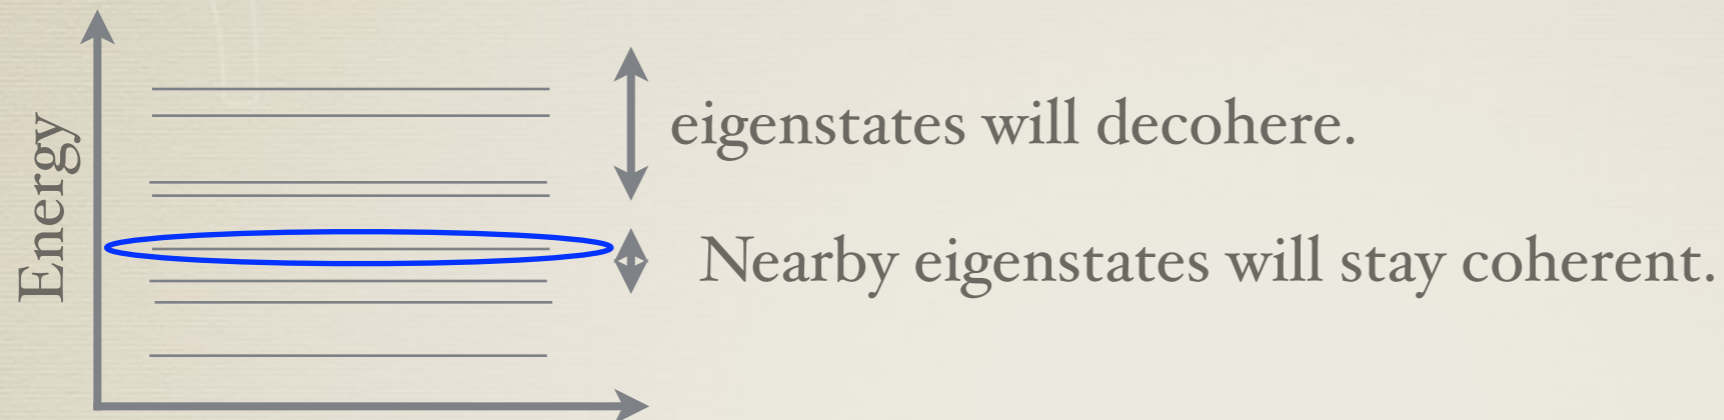 Energy
eigenstates will decohere.
Nearby eigenstates will stay coherent.